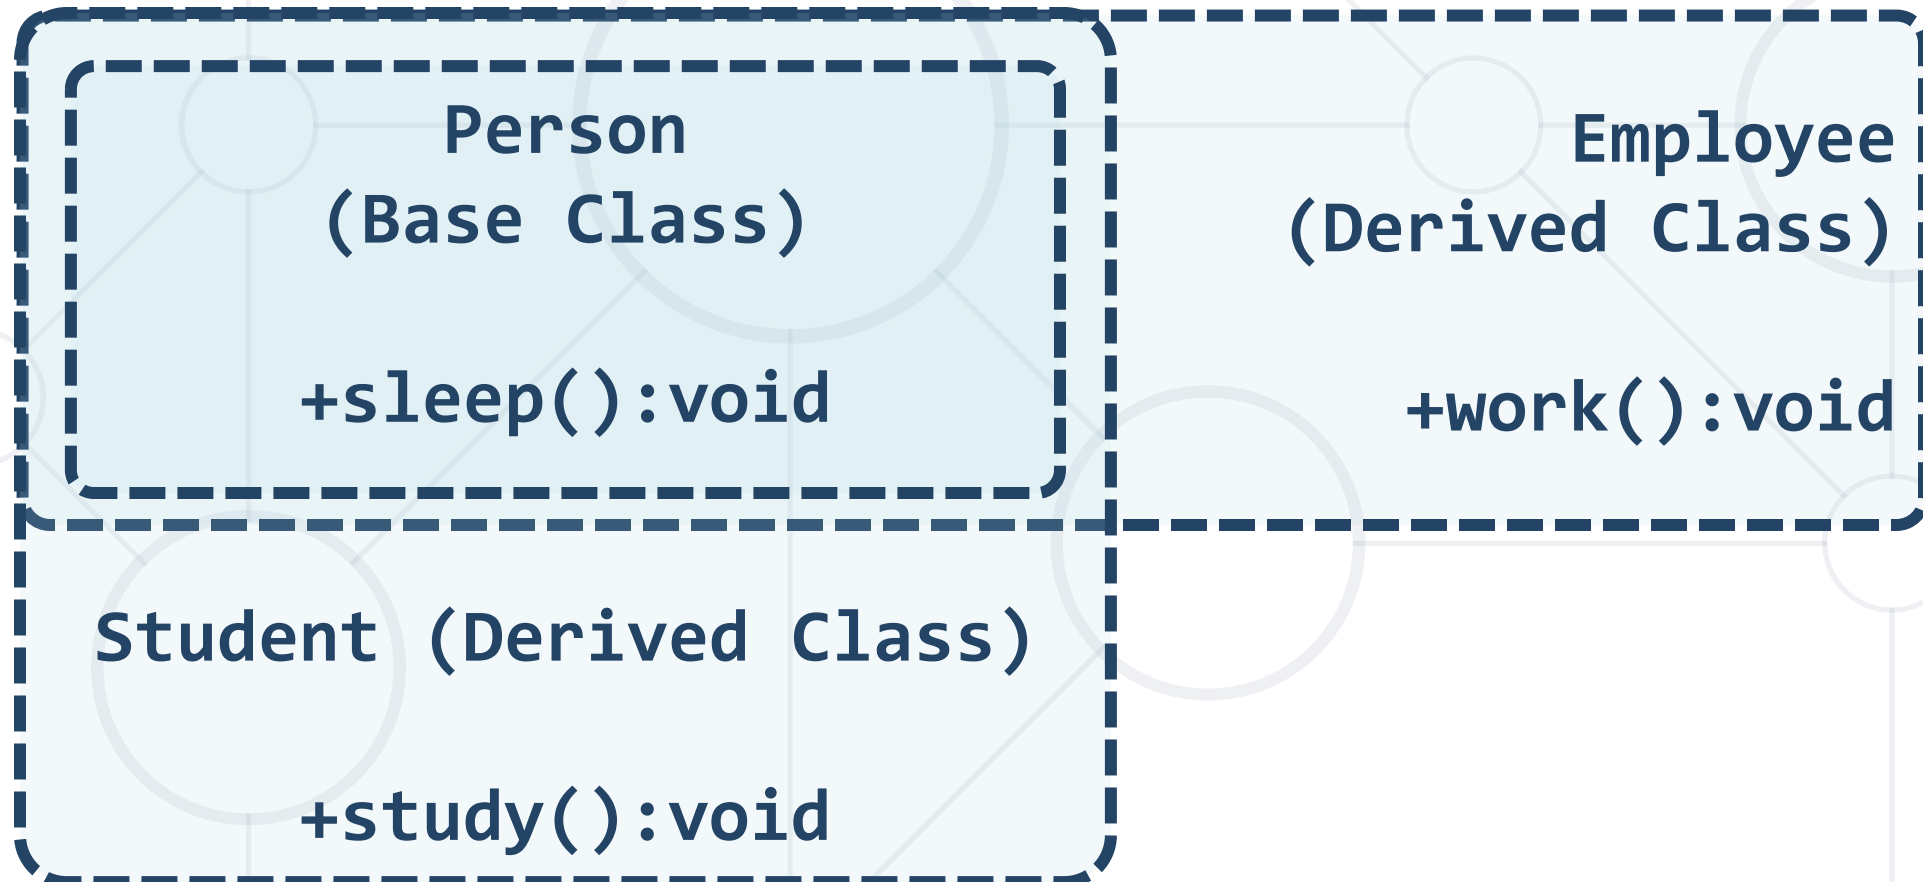 Person
(Base Class)
+sleep():void
Employee
(Derived Class)
+work():void
Student (Derived Class)
+study():void